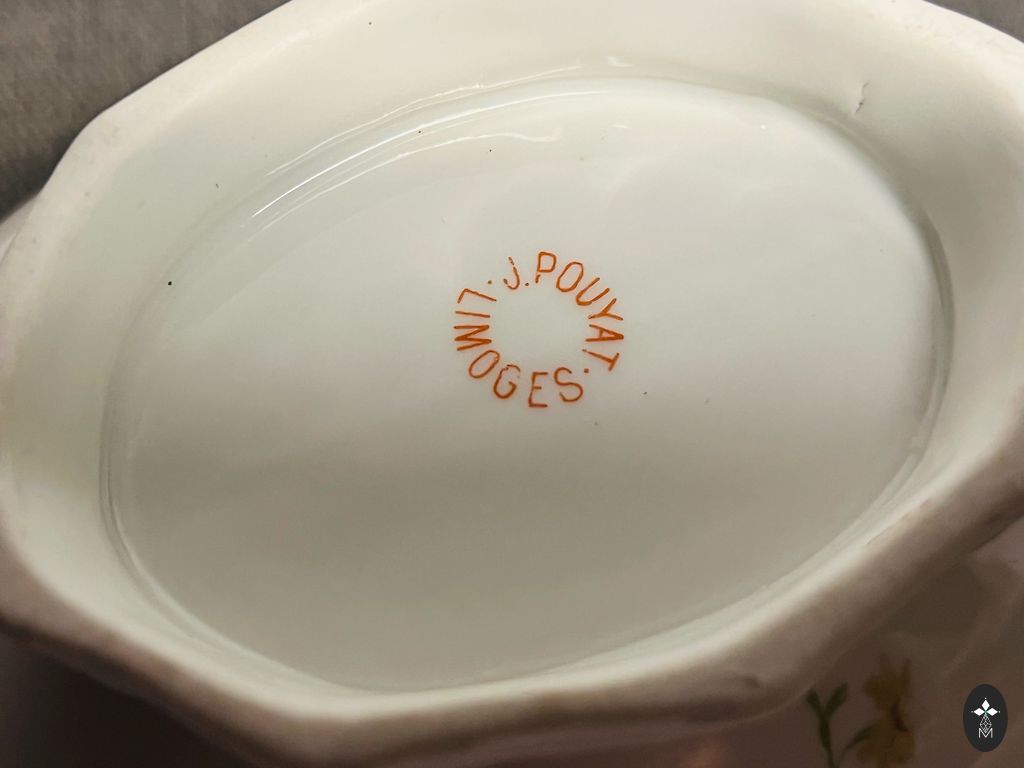 · J. POUYAT ·
LIMOGES.
M